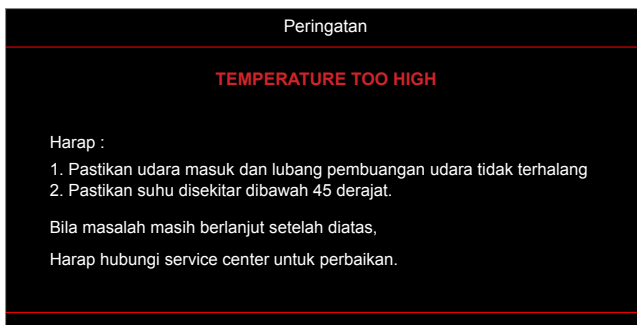 Peringatan
TEMPERATURE TOO HIGH
Harap :
1. Pastikan udara masuk dan lubang pembuangan udara tidak terhalang
2. Pastikan suhu disekitar dibawah 45 derajat.
Bila masalah masih berlanjut setelah diatas,
Harap hubungi service center untuk perbaikan.